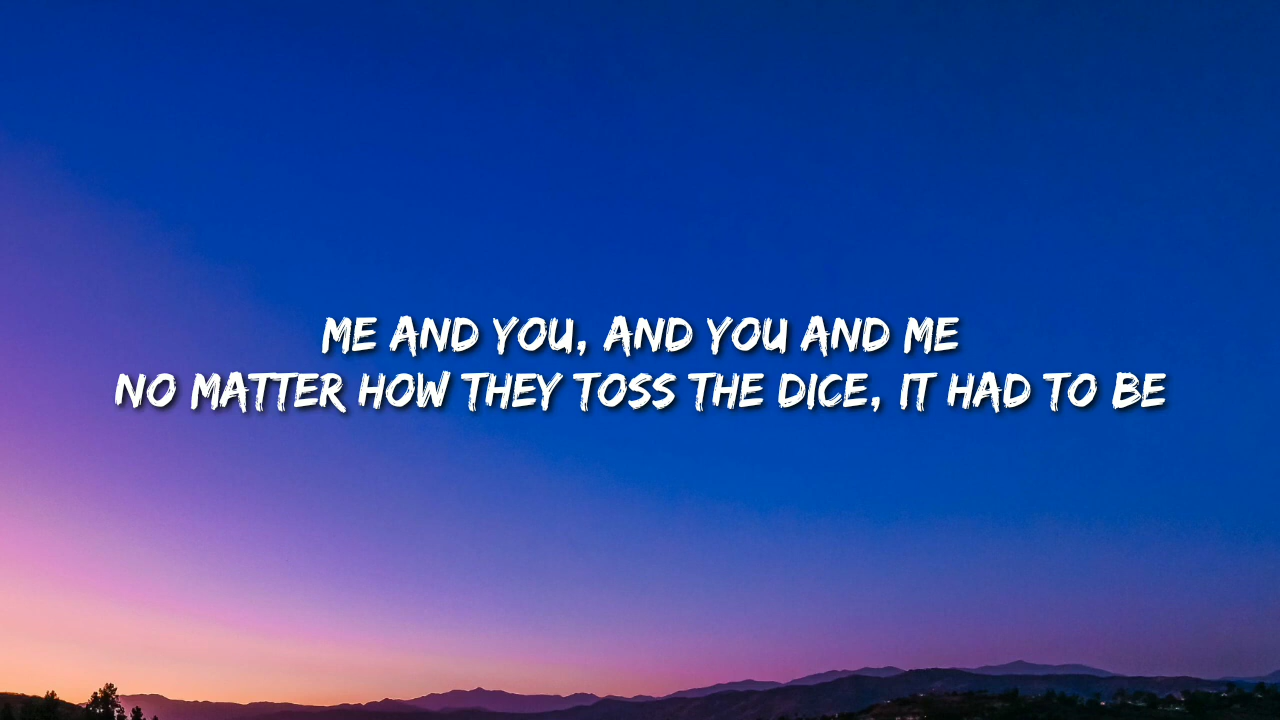 ME AND YOU, AND YOU AND ME
NO MATTER HOW THEY TOSS THE DICE, IT HAD TO BE